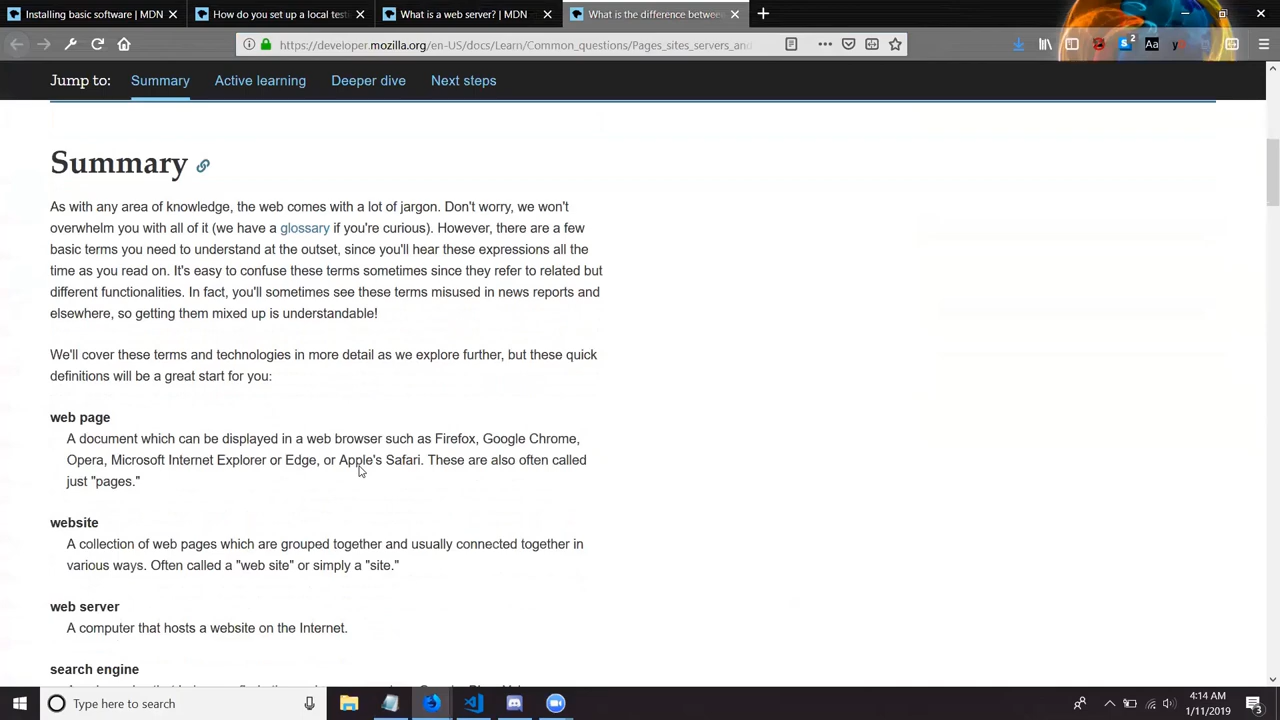 Installing basic software | MDN
How do you set up a local test
What is a web server? | MDN
What is the difference betwee
https://developer.mozilla.org/en-US/docs/Learn/Common_questions/Pages_sites_servers_and
2
Aa
Jump to: Summary Active learning Deeper dive Next steps
Summary
As with any area of knowledge, the web comes with a lot of jargon. Don't worry, we won't
overwhelm you with all of it (we have a glossary if you're curious). However, there are a few
basic terms you need to understand at the outset, since you'll hear these expressions all the
time as you read on. It's easy to confuse these terms sometimes since they refer to related but
different functionalities. In fact, you'll sometimes see these terms misused in news reports and
elsewhere, so getting them mixed up is understandable!
We'll cover these terms and technologies in more detail as we explore further, but these quick
definitions will be a great start for you:
web page
A document which can be displayed in a web browser such as Firefox, Google Chrome,
Opera, Microsoft Internet Explorer or Edge, or Apple's Safari. These are also often called
just "pages."
website
A collection of web pages which are grouped together and usually connected together in
various ways. Often called a "web site" or simply a "site."
web server
A computer that hosts a website on the Internet.
search engine
Type here to search
4:14 AM
1/11/2019
3